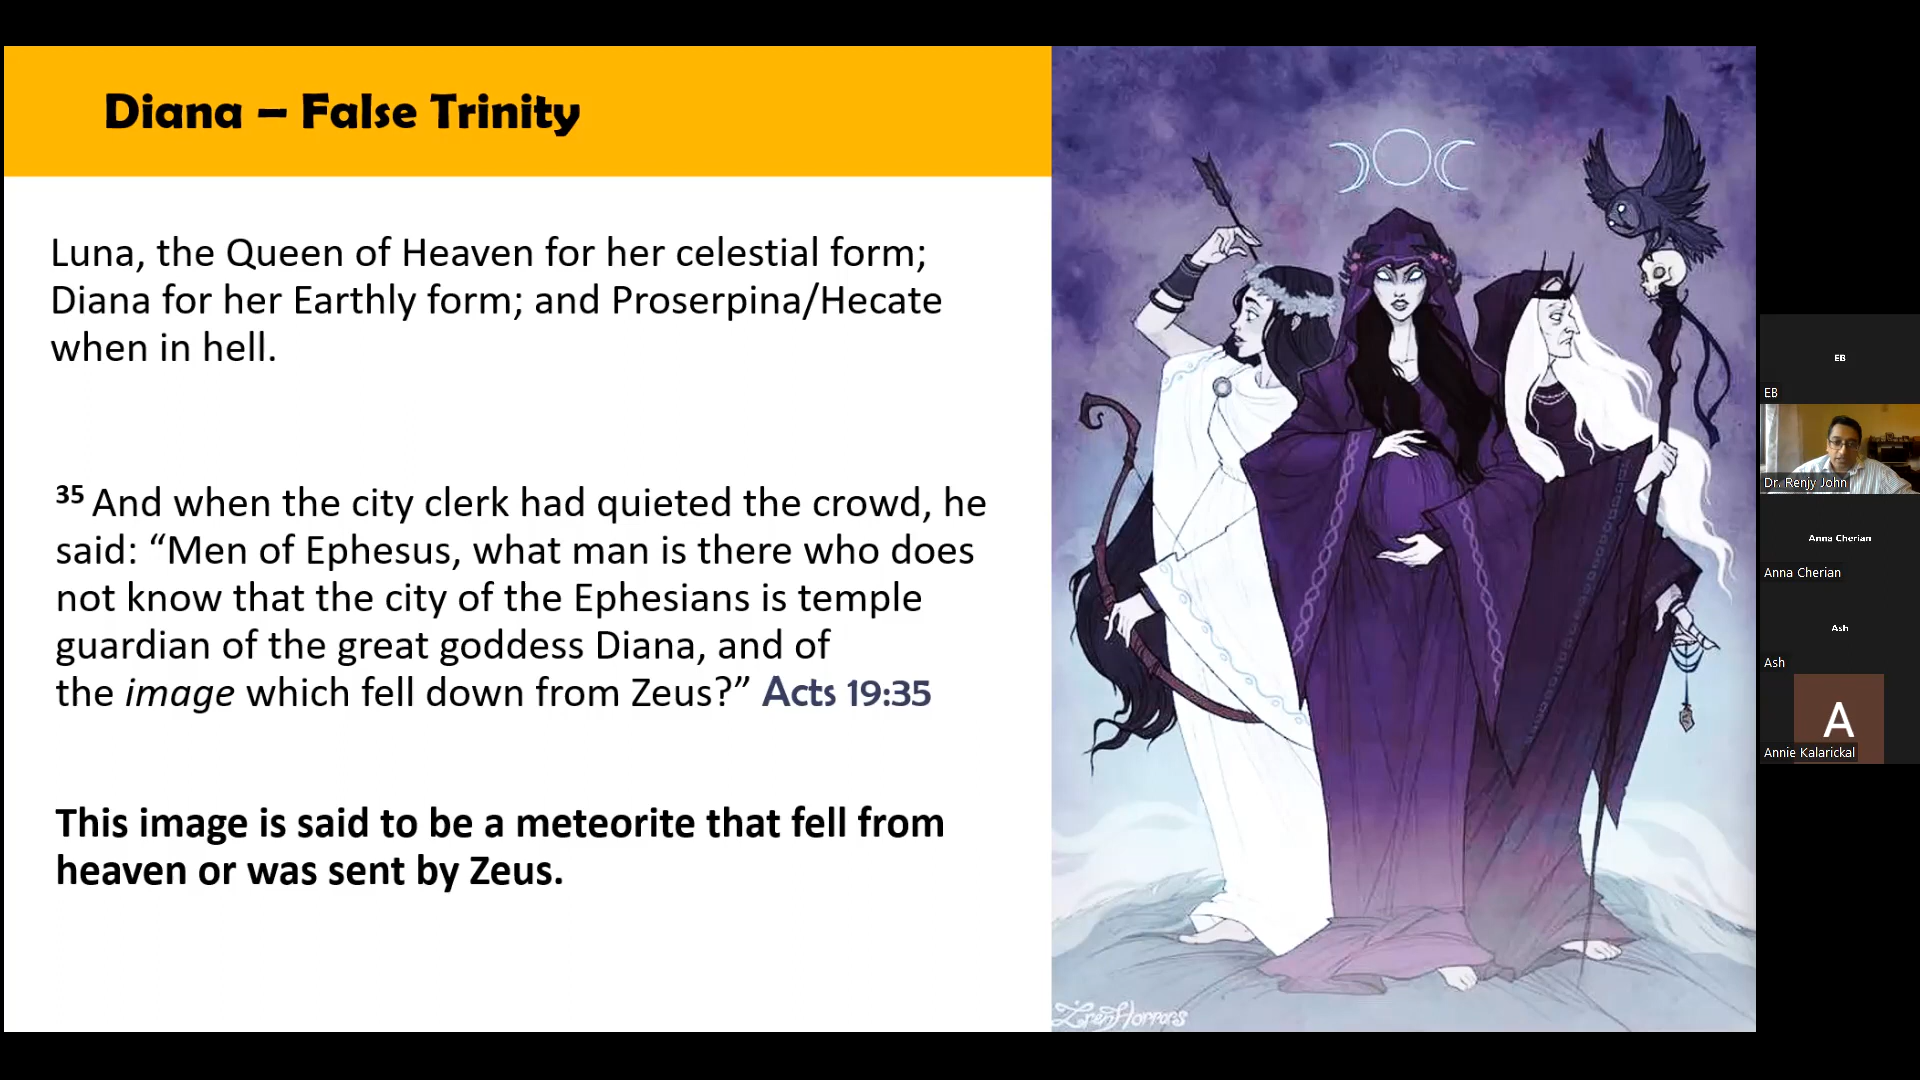 Diana – False Trinity
Luna, the Queen of Heaven for her celestial form;
Diana for her Earthly form; and Proserpina/Hecate
when in hell.
35 And when the city clerk had quieted the crowd, he
said: “Men of Ephesus, what man is there who does
not know that the city of the Ephesians is temple
guardian of the great goddess Diana, and of
the image which fell down from Zeus?” Acts 19:35
This image is said to be a meteorite that fell from
heaven or was sent by Zeus.
EB
EB
Dr. Renjy John
Anna Cherian
Anna Cherian
Ash
Ash
A
Annie Kalarickal